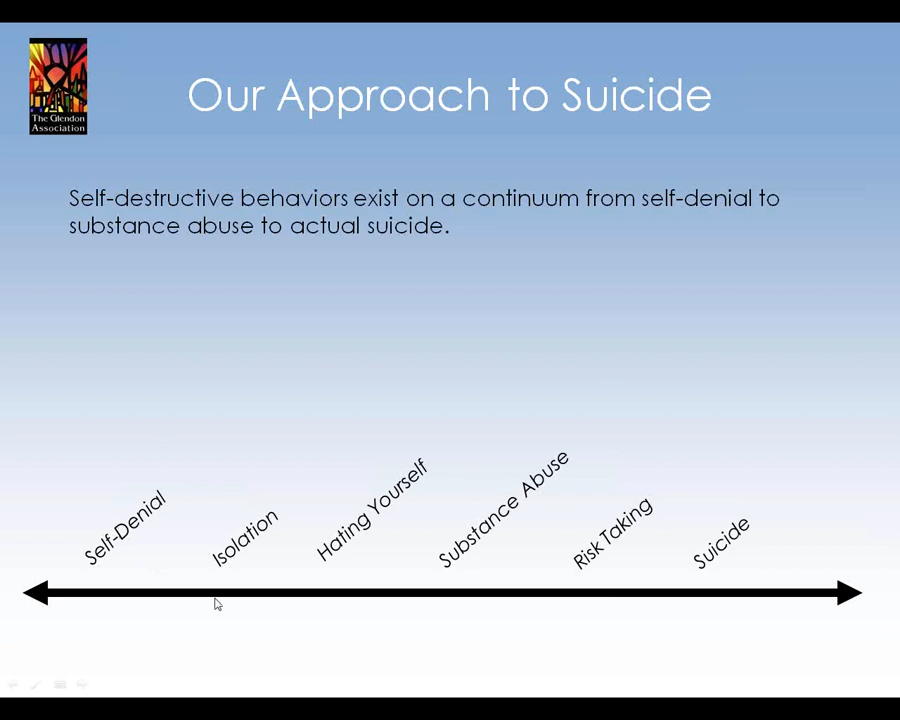 The Glendon
Association
Our Approach to Suicide
Self-destructive behaviors exist on a continuum from self-denial to
substance abuse to actual suicide.
Self-Denial
Isolation
Hating Yourself
Substance Abuse
Risk Taking
Suicide